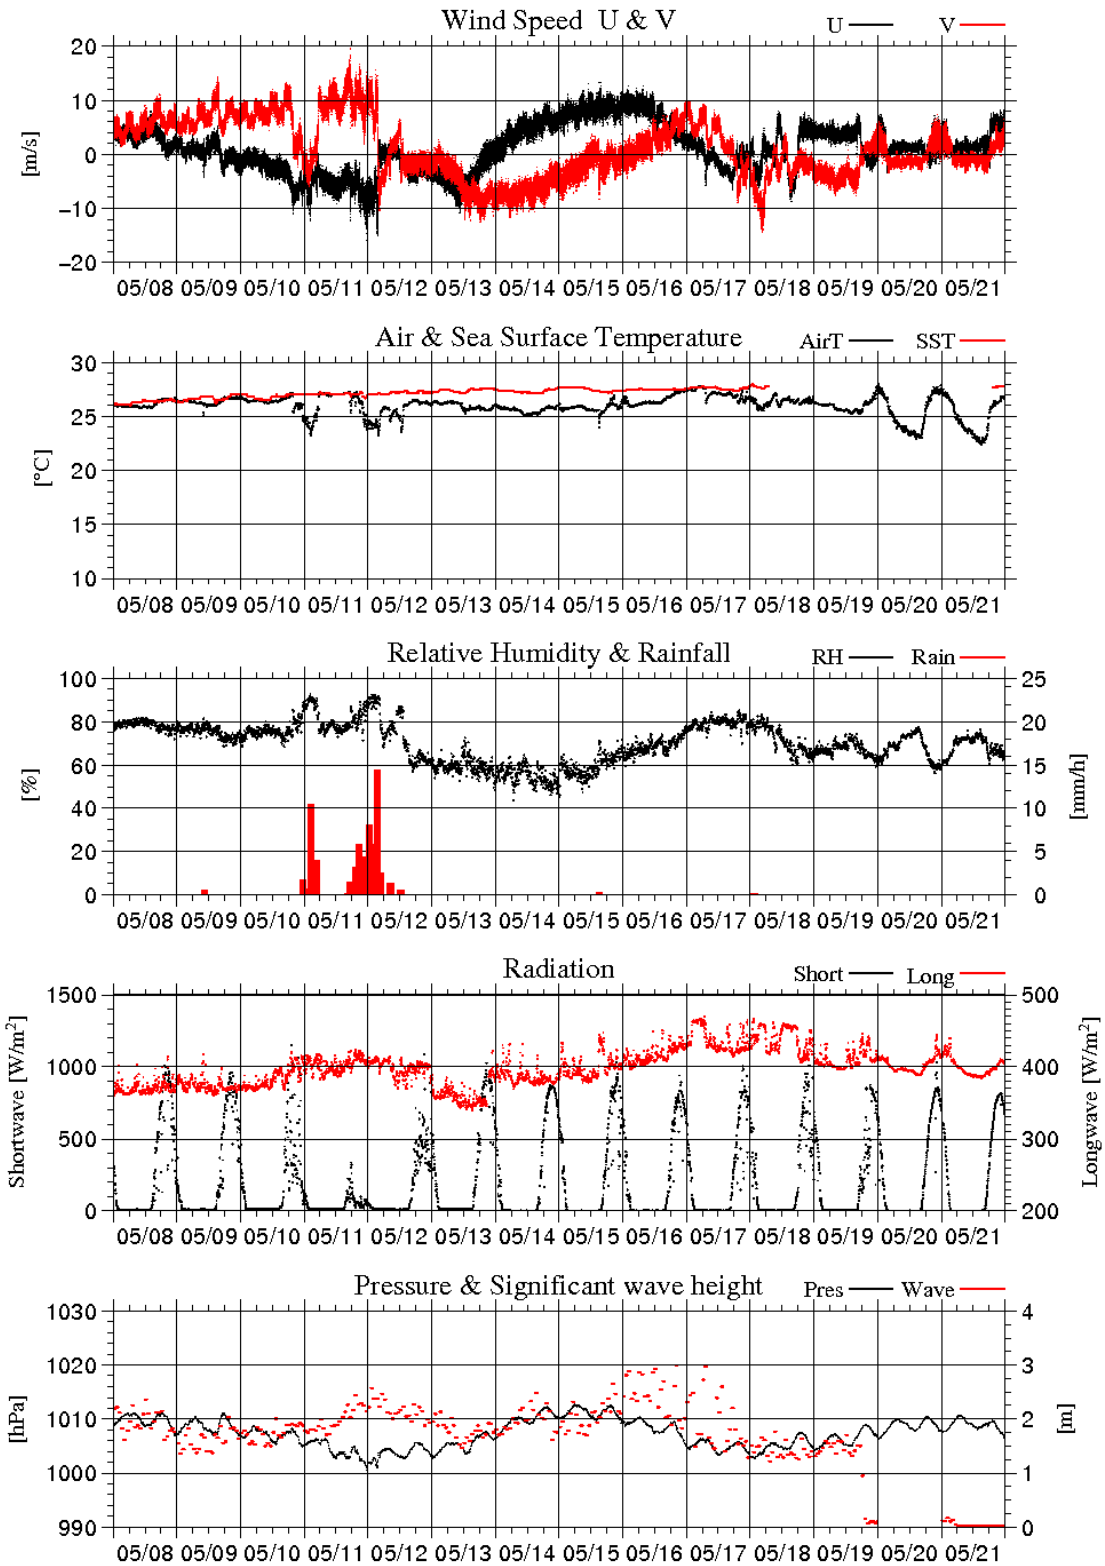 Wind Speed U & V
U V
20
10
0
−10
−20
[m/s]
05/08 05/09 05/10 05/11 05/12 05/13 05/14 05/15 05/16 05/17 05/18 05/19 05/20 05/21
Air & Sea Surface Temperature
AirT SST
30
25
20
15
10
[°C]
05/08 05/09 05/10 05/11 05/12 05/13 05/14 05/15 05/16 05/17 05/18 05/19 05/20 05/21
Relative Humidity & Rainfall
RH Rain
100 25
80 20
60 15
40 10
20 5
0 0
[%] [mm/h]
05/08 05/09 05/10 05/11 05/12 05/13 05/14 05/15 05/16 05/17 05/18 05/19 05/20 05/21
Radiation
Short Long
1500 500
1000 400
500 300
0 200
Shortwave [W/m²] Longwave [W/m²]
05/08 05/09 05/10 05/11 05/12 05/13 05/14 05/15 05/16 05/17 05/18 05/19 05/20 05/21
Pressure & Significant wave height
Pres Wave
1030 4
1020 3
1010 2
1000 1
990 0
[hPa] [m]
05/08 05/09 05/10 05/11 05/12 05/13 05/14 05/15 05/16 05/17 05/18 05/19 05/20 05/21